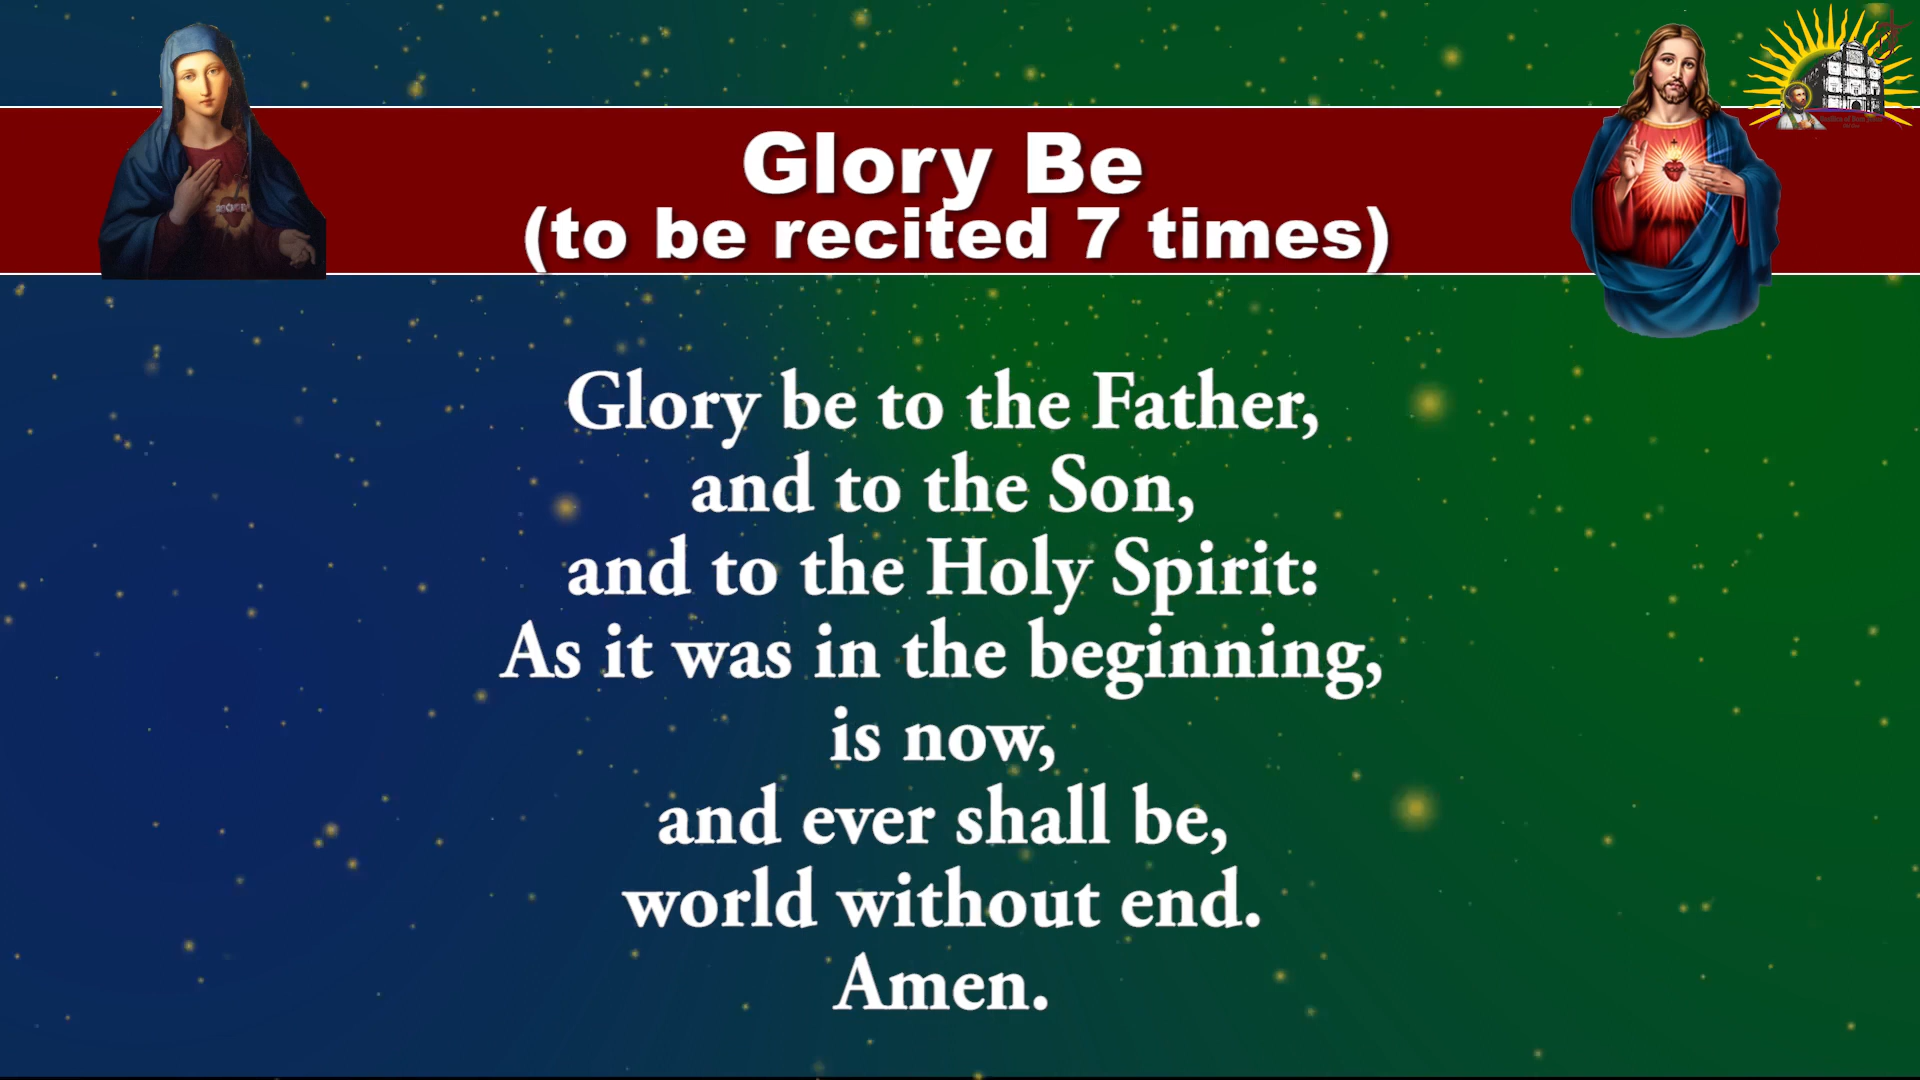 Glory Be
(to be recited 7 times)
Glory be to the Father,
and to the Son,
and to the Holy Spirit:
As it was in the beginning,
is now,
and ever shall be,
world without end.
Amen.